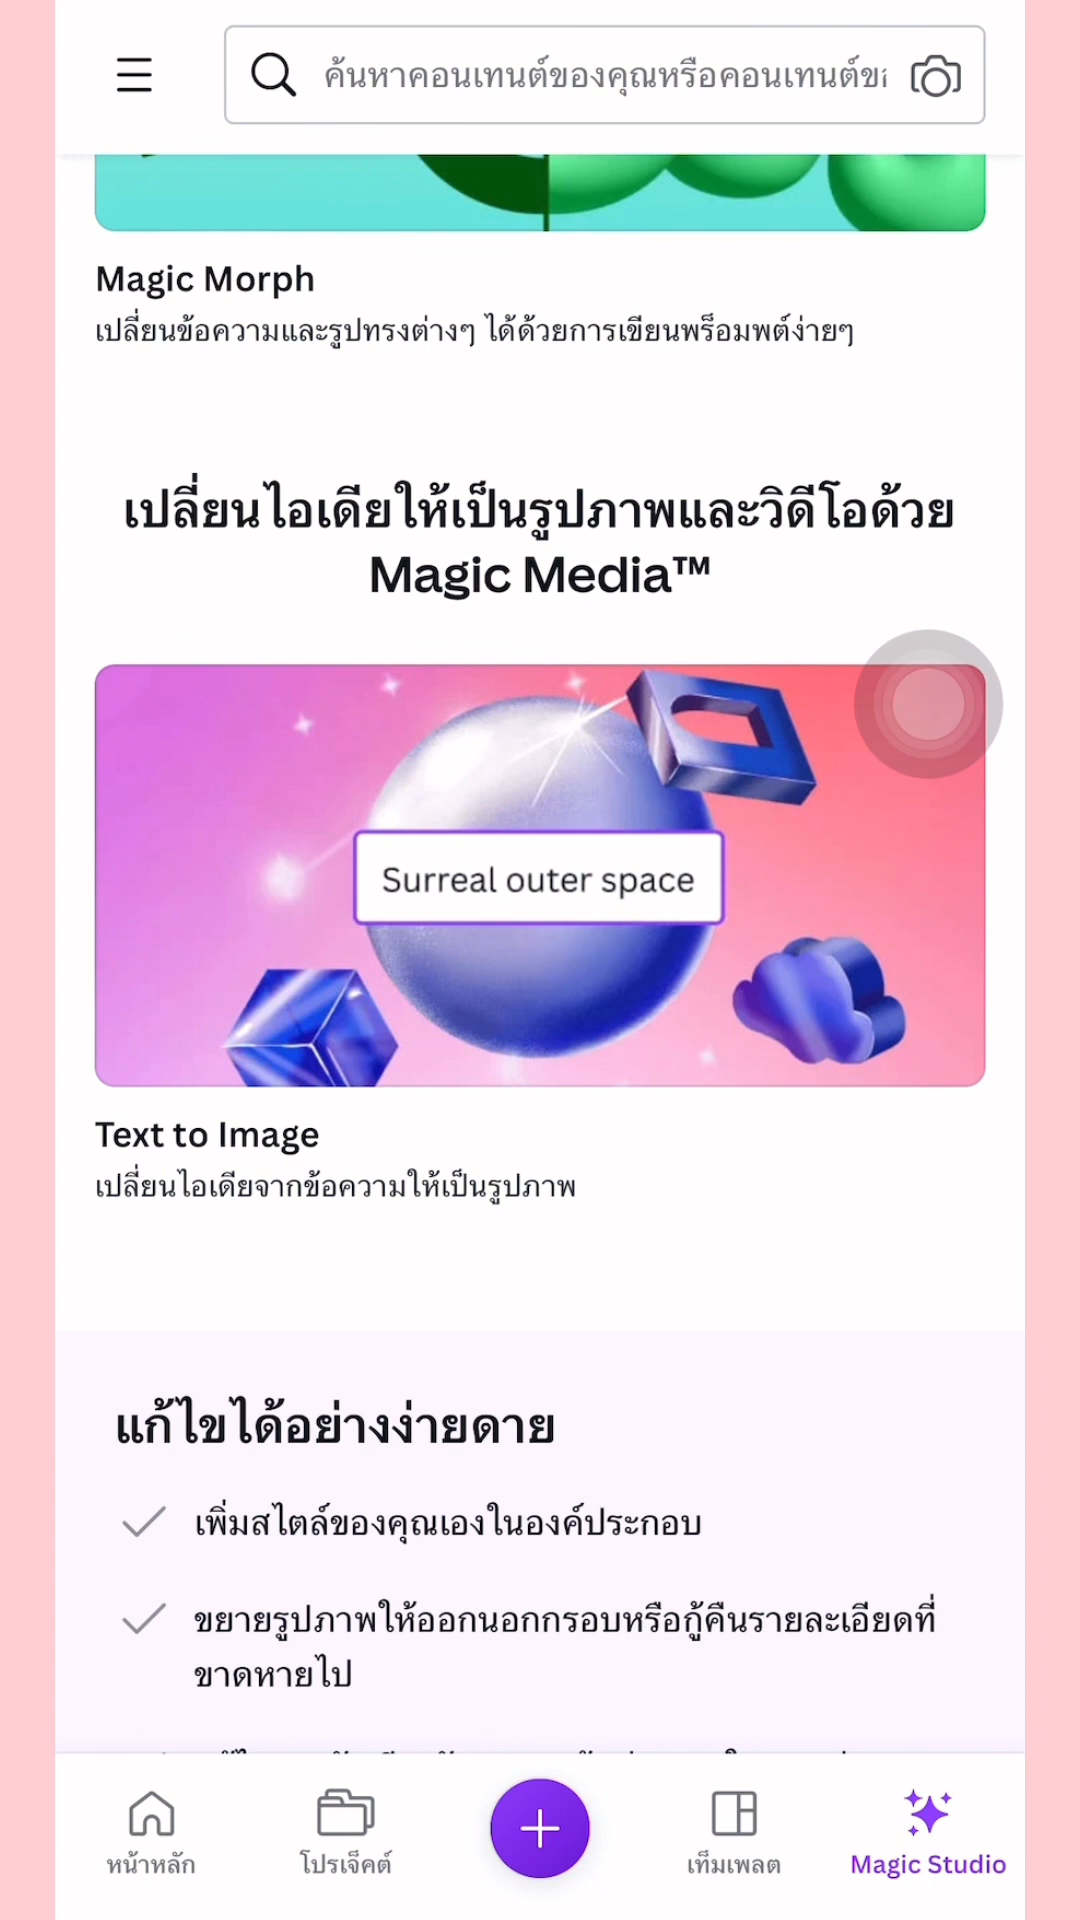 ค้นหาคอนเทนต์ของคุณหรือคอนเทนต์ข
Magic Morph
เปลี่ยนข้อความและรูปทรงต่างๆ ได้ด้วยการเขียนพร็อมพต์ง่ายๆ
เปลี่ยนไอเดียให้เป็นรูปภาพและวิดีโอด้วย
Magic Media™
Surreal outer space
Text to Image
เปลี่ยนไอเดียจากข้อความให้เป็นรูปภาพ
แก้ไขได้อย่างง่ายดาย
เพิ่มสไตล์ของคุณเองในองค์ประกอบ
ขยายรูปภาพให้ออกนอกกรอบหรือกู้คืนรายละเอียดที่
ขาดหายไป
หน้าหลัก
โปรเจ็คต์
เท็มเพลต
Magic Studio